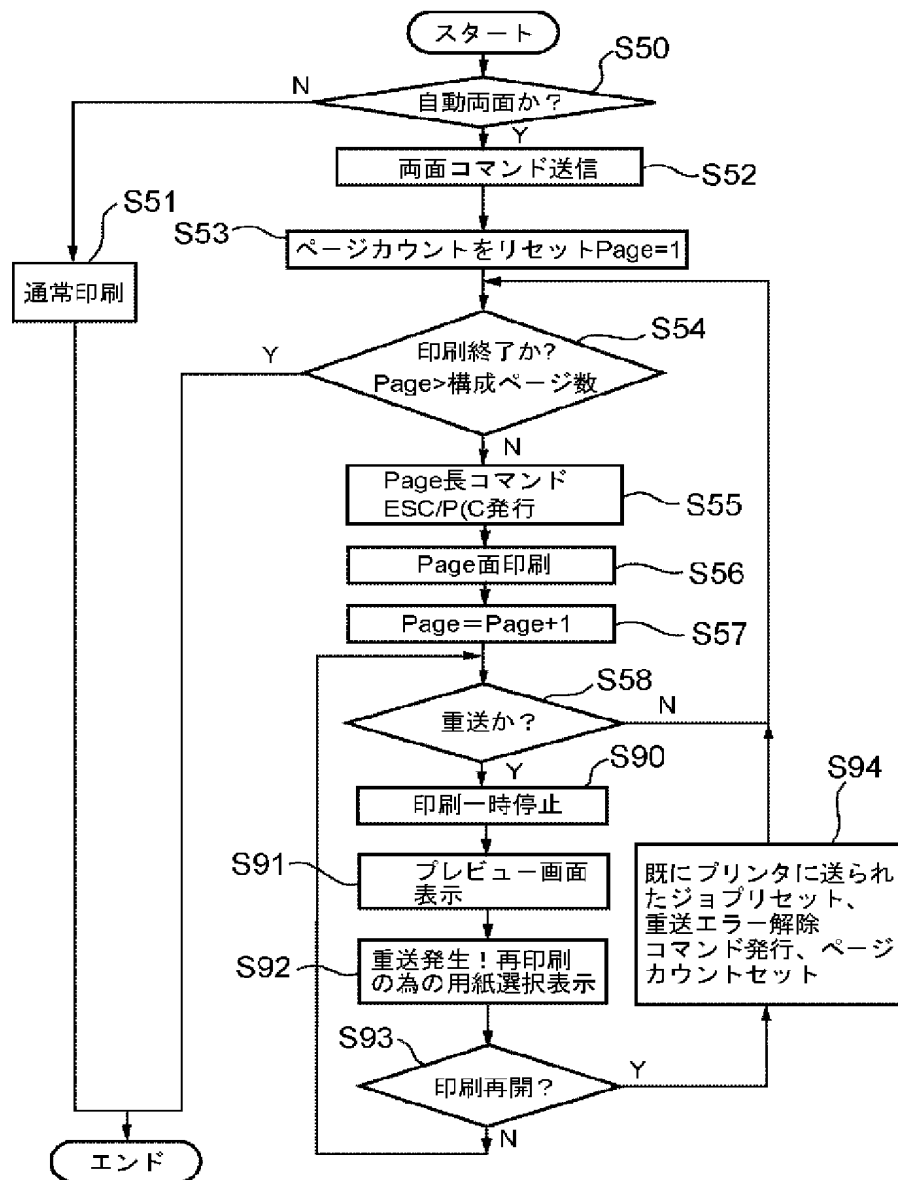 スタート
S50
N
自動両面か？
Y
両面コマンド送信
S52
S51
S53
ページカウントをリセットPage=1
通常印刷
S54
Y
印刷終了か?
Page>構成ページ数
N
Page長コマンド
ESC/P(C発行
S55
Page面印刷
S56
Page＝Page+1
S57
S58
重送か？
N
Y
S90
印刷一時停止
S94
S91
プレビュー画面
表示
既にプリンタに送られ
たジョプリセット、
重送エラー解除
コマンド発行、ページ
カウントセット
S92
重送発生！再印刷
の為の用紙選択表示
S93
印刷再開？
Y
N
エンド